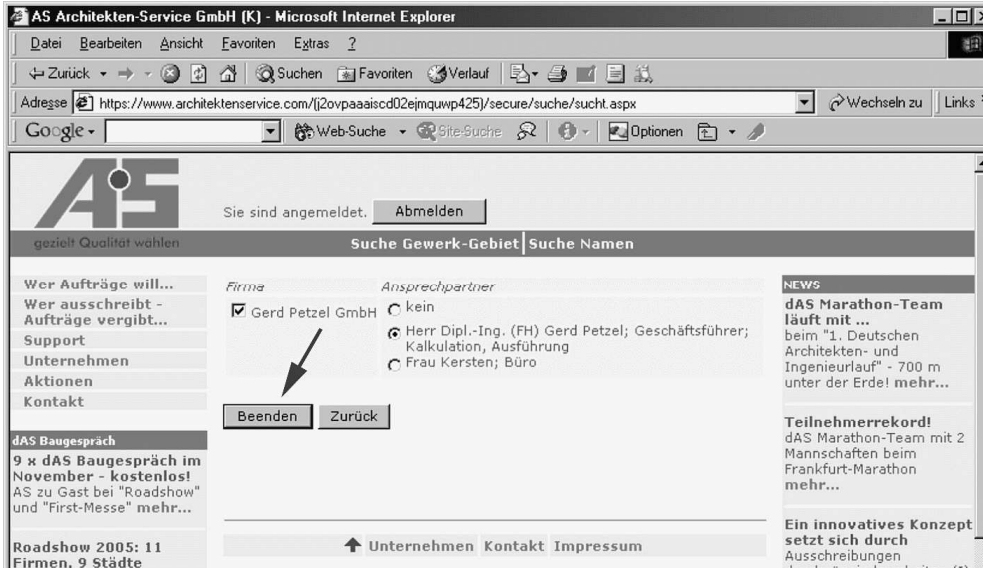 AS Architekten-Service GmbH (K) - Microsoft Internet Explorer
Datei Bearbeiten Ansicht Favoriten Extras ?
Zurück Suchen Favoriten Verlauf
Adresse https://www.architektenservice.com/(j2ovpaaaiscd02ejmquwp425)/secure/suche/sucht.aspx Wechseln zu Links
Google Web-Suche Site-Suche Optionen
AS
gezielt Qualität wählen
Sie sind angemeldet. Abmelden
Suche Gewerk-Gebiet Suche Namen
Wer Aufträge will...
Wer ausschreibt -
Aufträge vergibt...
Support
Unternehmen
Aktionen
Kontakt
dAS Baugespräch
9 x dAS Baugespräch im
November - kostenlos!
AS zu Gast bei "Roadshow"
und "First-Messe" mehr...
Roadshow 2005: 11
Firmen, 9 Städte
Firma Ansprechpartner
Gerd Petzel GmbH
kein
Herr Dipl.-Ing. (FH) Gerd Petzel; Geschäftsführer;
Kalkulation, Ausführung
Frau Kersten; Büro
Beenden Zurück
Unternehmen Kontakt Impressum
NEWS
dAS Marathon-Team
läuft mit ...
beim "1. Deutschen
Architekten- und
Ingenieurlauf" - 700 m
unter der Erde! mehr...
Teilnehmerrekord!
dAS Marathon-Team mit 2
Mannschaften beim
Frankfurt-Marathon
mehr...
Ein innovatives Konzept
setzt sich durch
Ausschreibungen